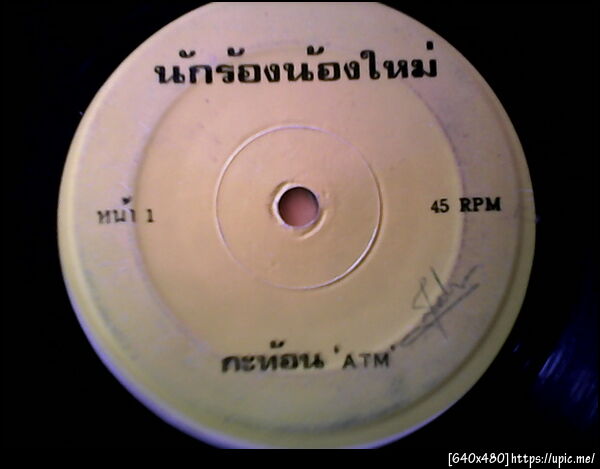 นักร้องน้องใหม่
หน้า 1
45 RPM
กะท้อน 'ATM'
[640x480]https://upic.me/